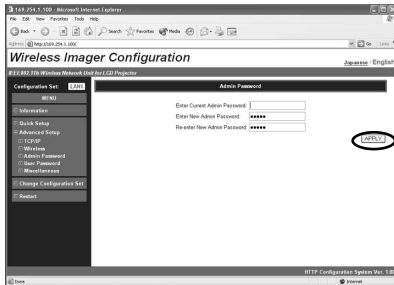 169.254.1.100 Microsoft Internet Explorer
File Edit View Favorites Tools Help
Back Search Favorites Media
Address http://169.254.1.100/ Go Links
Wireless Imager Configuration
Japanese / English
IEEE802.11b Wireless Network Unit for LCD Projector
Configuration Set: LAN1
MENU
Information
Quick Setup
Advanced Setup
TCP/IP
Wireless
Admin Password
User Password
Miscellaneous
Change Configuration Set
Restart
Admin Password
Enter Current Admin Password:
Enter New Admin Password: •••••
Re-enter New Admin Password: •••••
APPLY
HTTP Configuration System Ver. 1.00
Done Internet